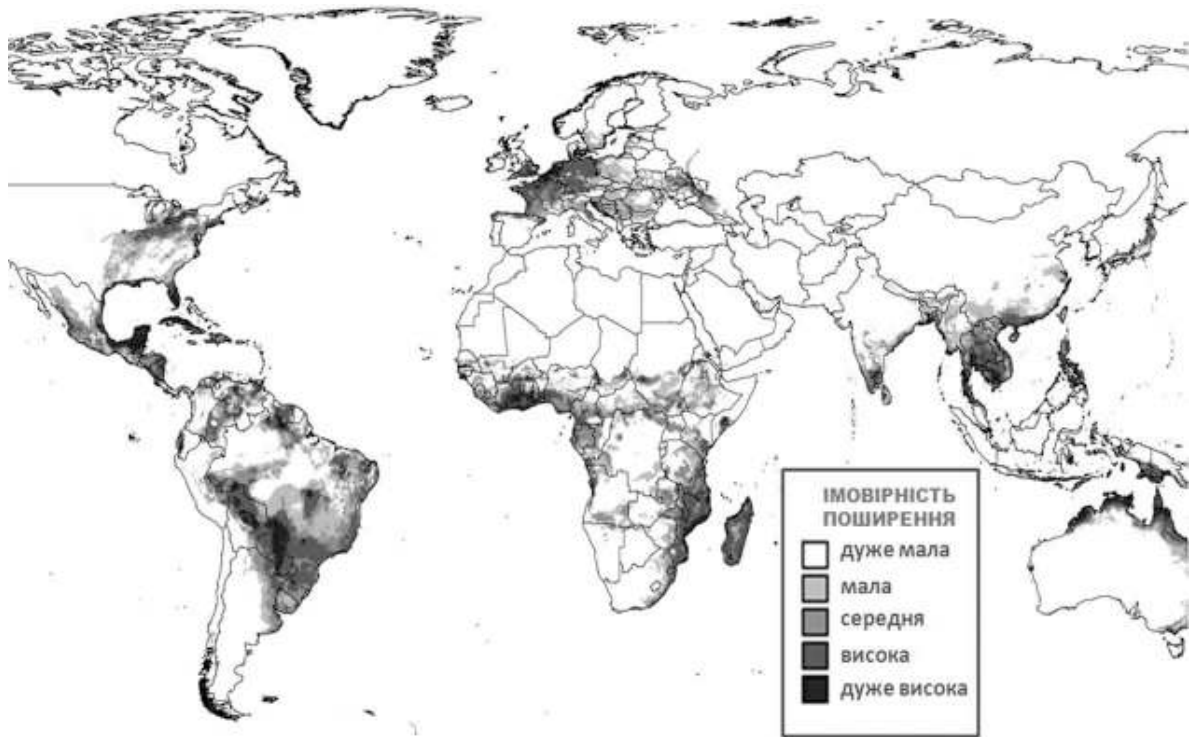 ІМОВІРНІСТЬ
ПОШИРЕННЯ
дуже мала
мала
середня
висока
дуже висока